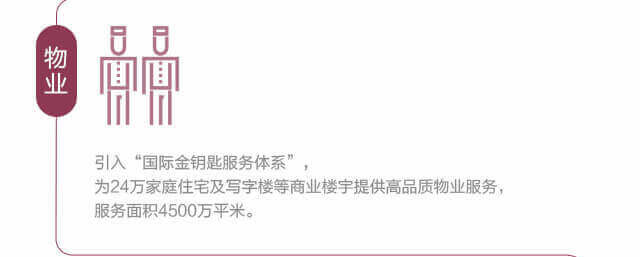 物业
引入“国际金钥匙服务体系”，
为24万家庭住宅及写字楼等商业楼宇提供高品质物业服务，
服务面积4500万平米。